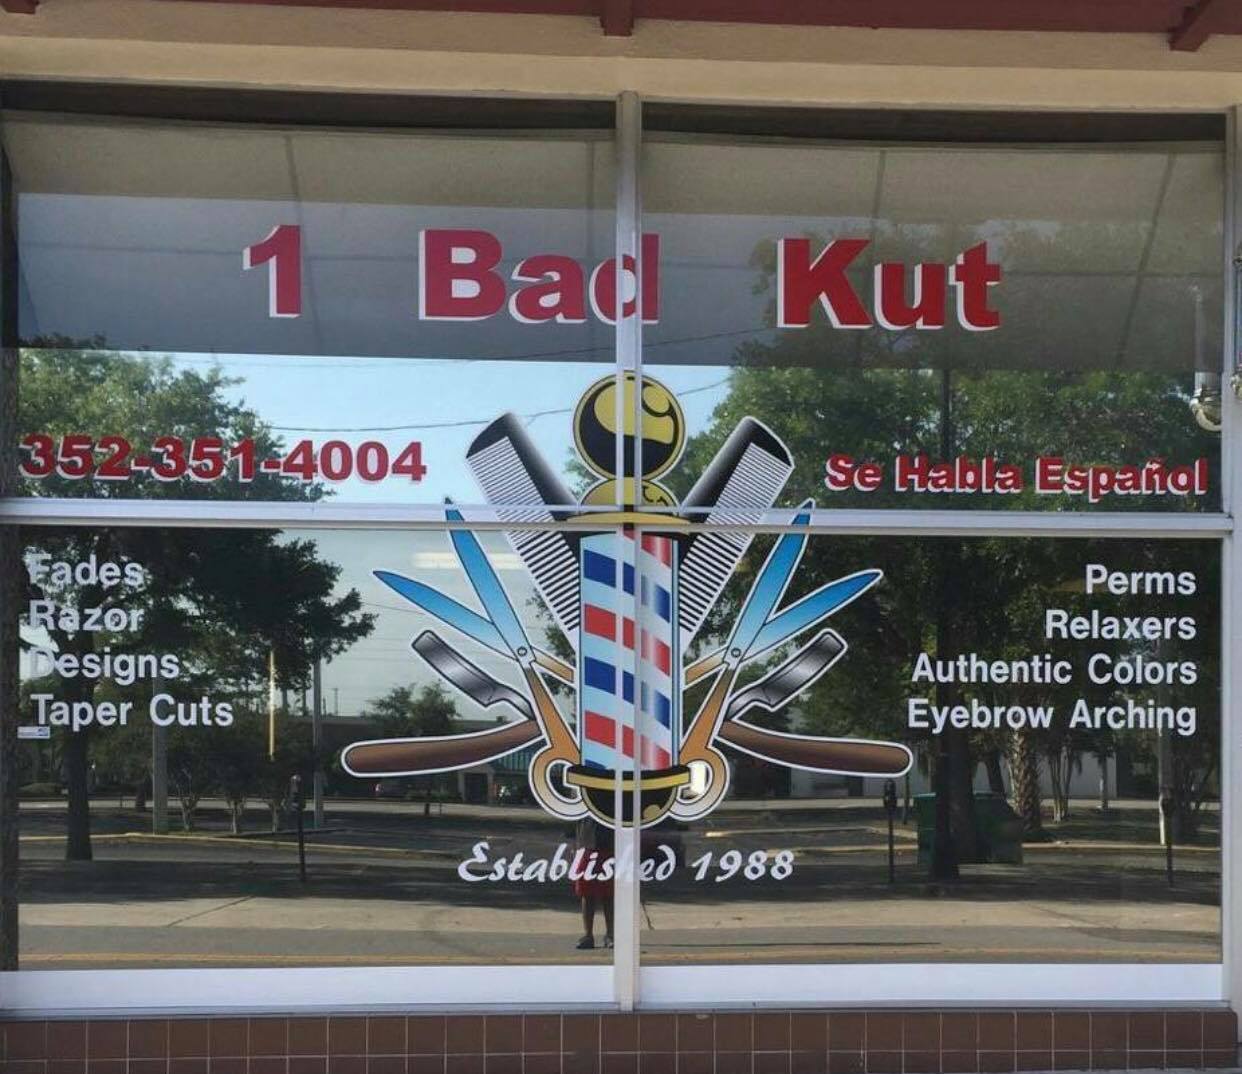 1 Bad Kut
352-351-4004
Se Habla Español
Fades
Razor
Designs
Taper Cuts
Perms
Relaxers
Authentic Colors
Eyebrow Arching
Established 1988